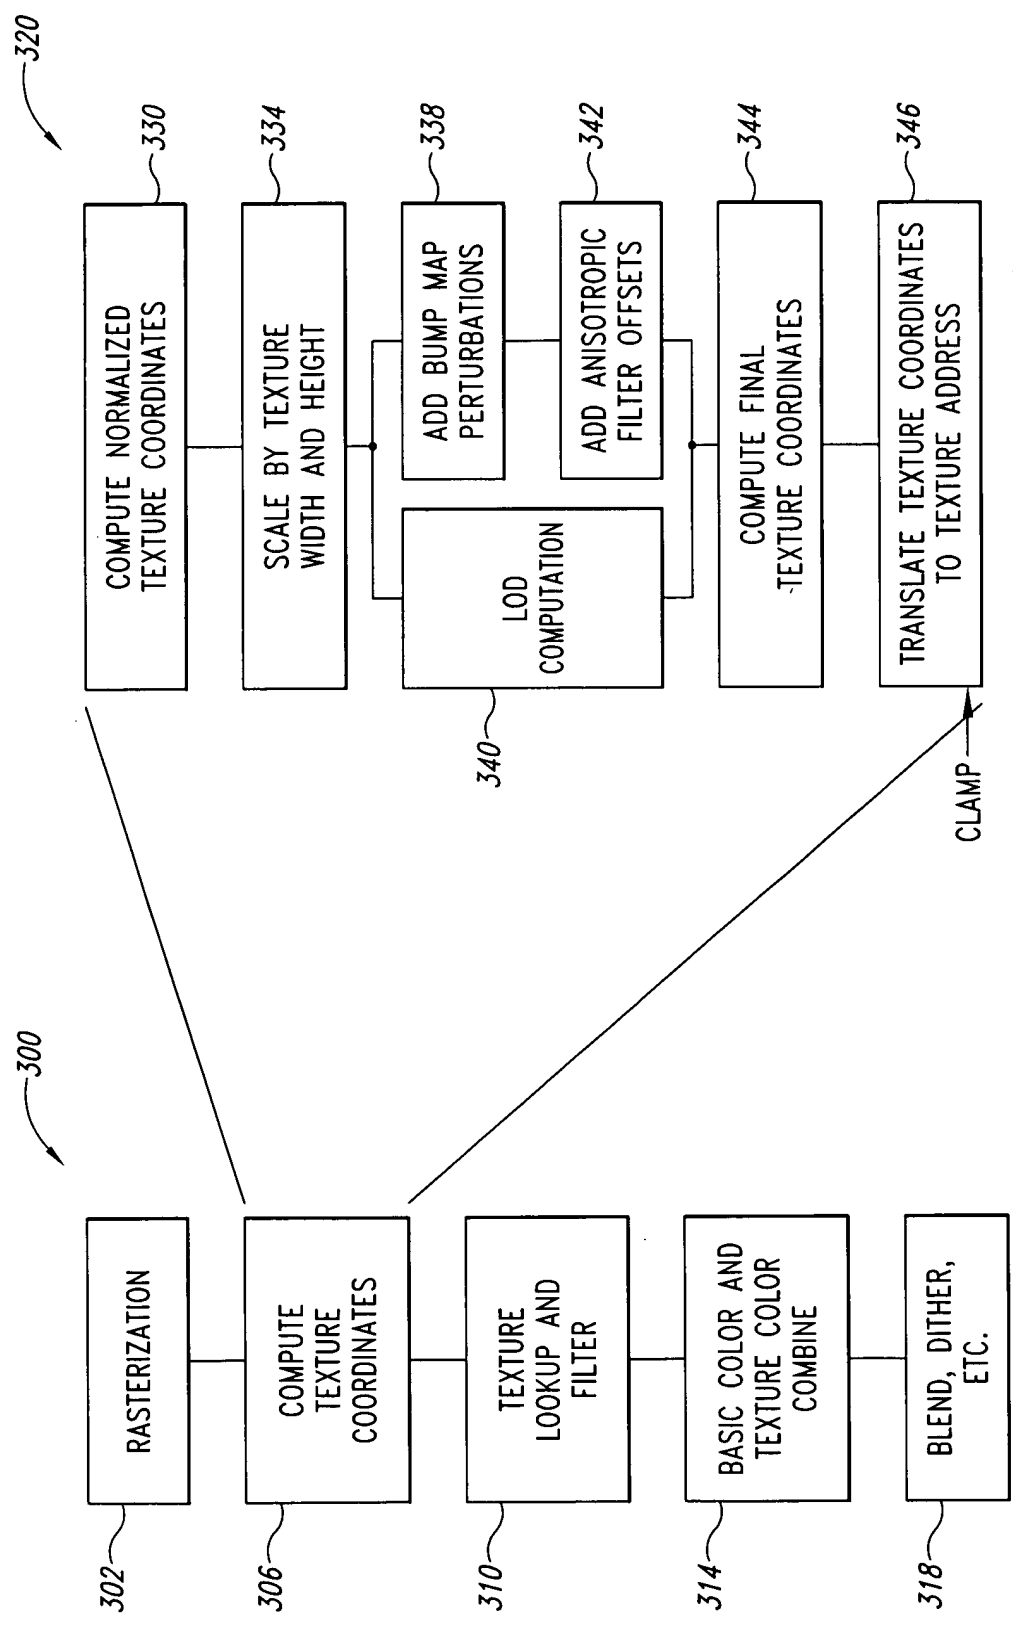 300
302
RASTERIZATION
306
COMPUTE
TEXTURE
COORDINATES
310
TEXTURE
LOOKUP AND
FILTER
314
BASIC COLOR AND
TEXTURE COLOR
COMBINE
318
BLEND, DITHER,
ETC.
320
COMPUTE NORMALIZED
TEXTURE COORDINATES
330
SCALE BY TEXTURE
WIDTH AND HEIGHT
334
340
LOD
COMPUTATION
ADD BUMP MAP
PERTURBATIONS
338
ADD ANISOTROPIC
FILTER OFFSETS
342
COMPUTE FINAL
TEXTURE COORDINATES
344
CLAMP
TRANSLATE TEXTURE COORDINATES
TO TEXTURE ADDRESS
346